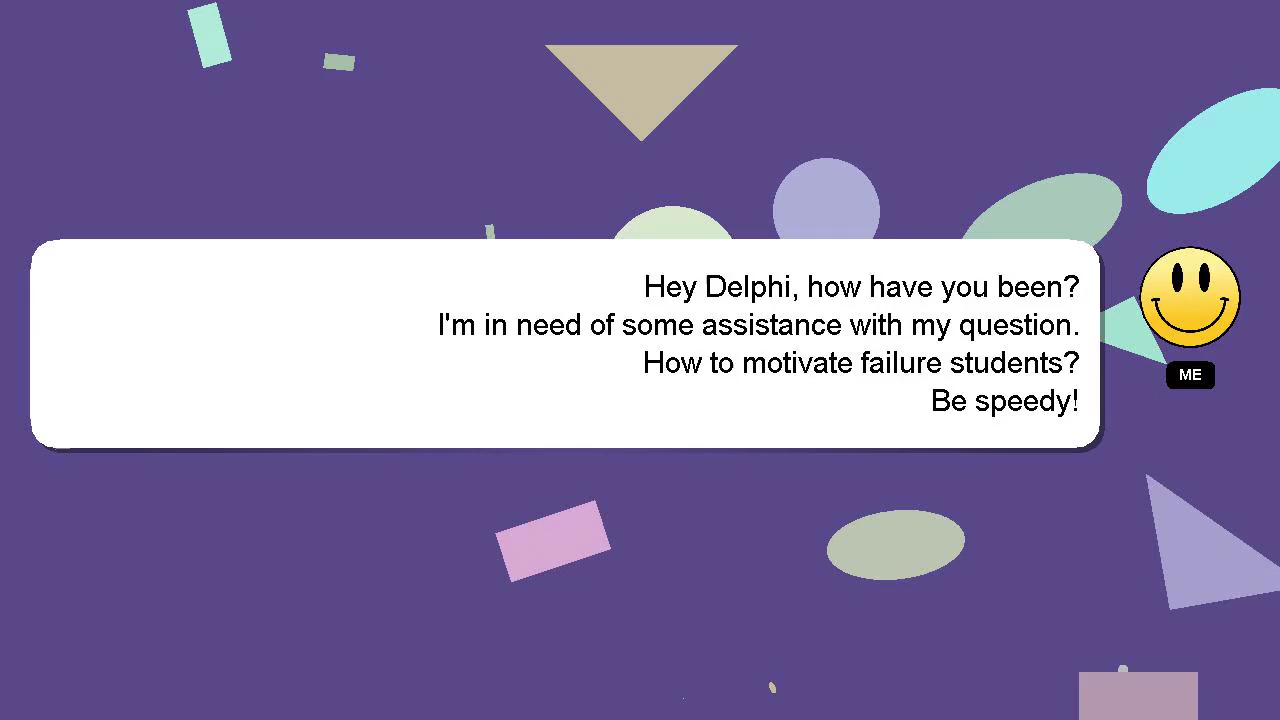 Hey Delphi, how have you been?
I'm in need of some assistance with my question.
How to motivate failure students?
Be speedy!
ME